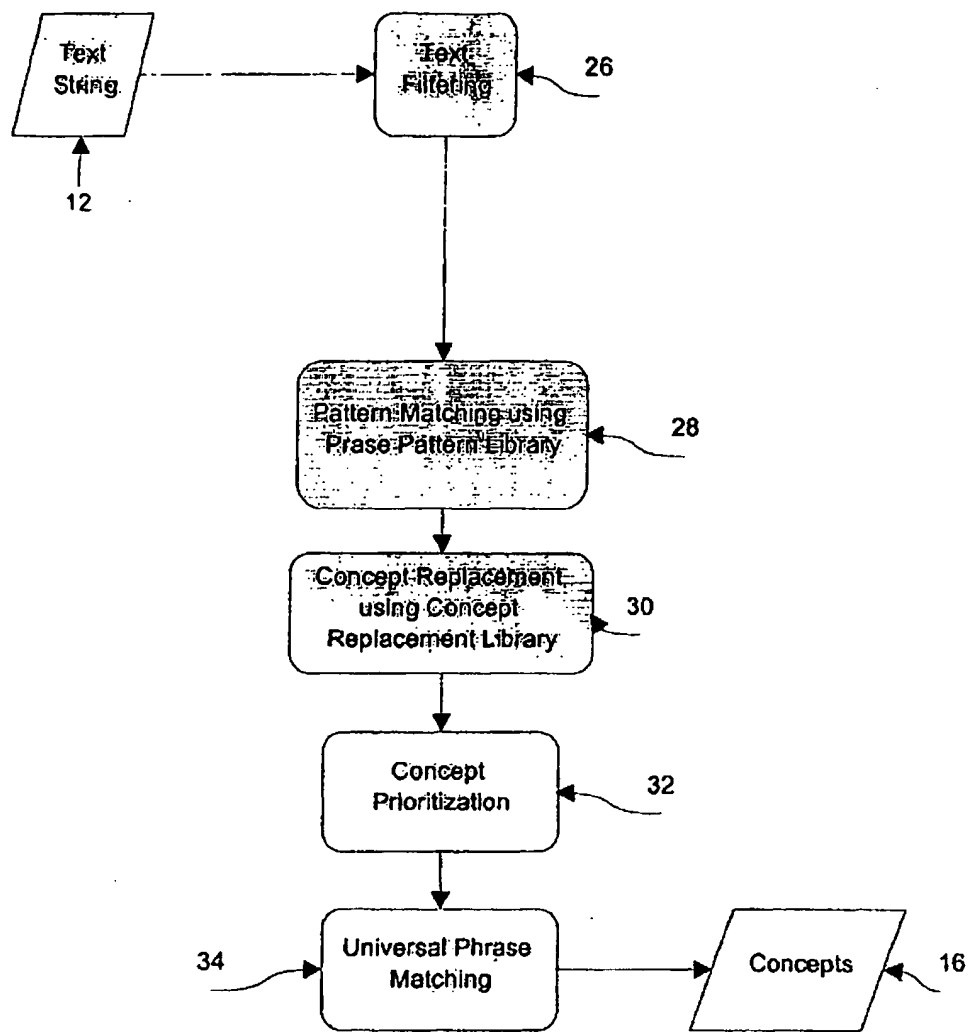 Text
String
Text
Filtering
26
12
Pattern Matching using
Prase Pattern Library
28
Concept Replacement
using Concept
Replacement Library
30
Concept
Prioritization
32
Universal Phrase
Matching
34
Concepts
16